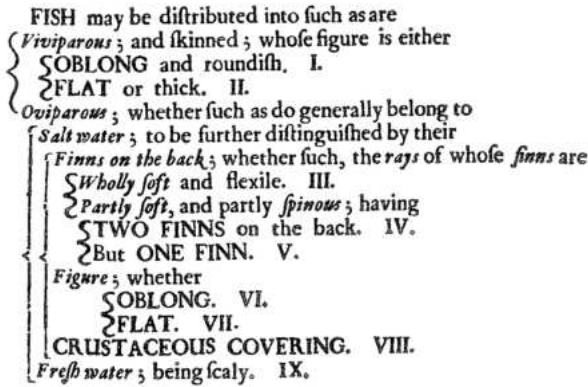 FISH may be diſtributed into ſuch as are
Viviparous; and ſkinned; whoſe figure is either
OBLONG and roundiſh. I.
FLAT or thick. II.
Oviparous; whether ſuch as do generally belong to
Salt water; to be further diſtinguiſhed by their
Finns on the back; whether ſuch, the rays of whoſe finns are
Wholly ſoft and flexile. III.
Partly ſoft, and partly ſpinous; having
TWO FINNS on the back. IV.
But ONE FINN. V.
Figure; whether
OBLONG. VI.
FLAT. VII.
CRUSTACEOUS COVERING. VIII.
Freſh water; being ſcaly. IX.